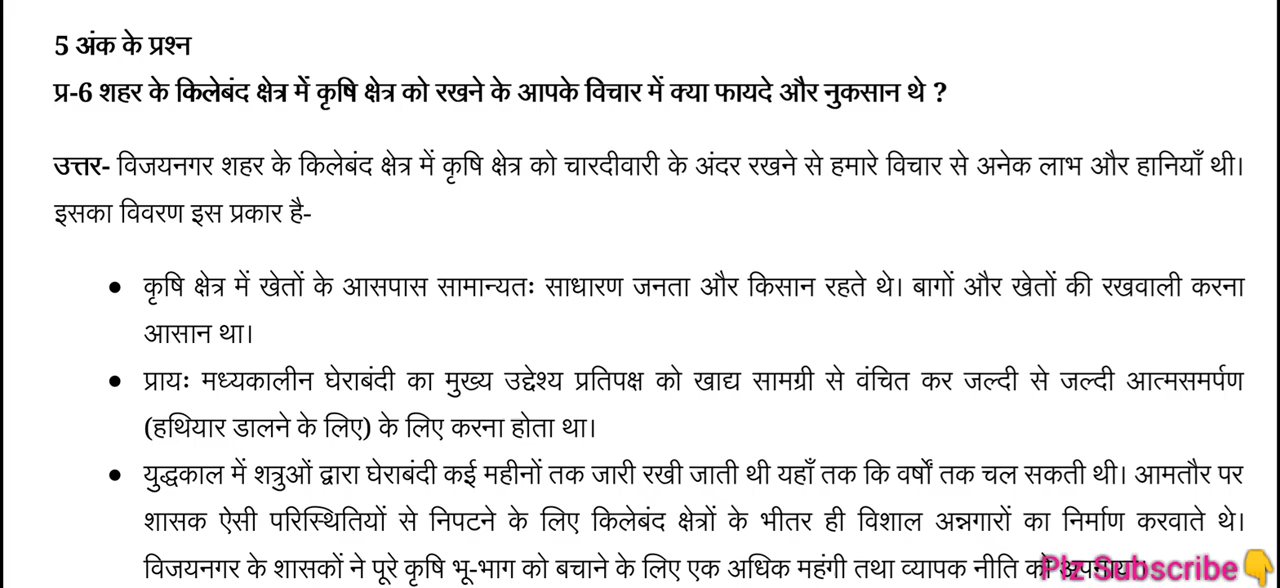 5 अंक के प्रश्न
प्र-6 शहर के किलेबंद क्षेत्र में कृषि क्षेत्र को रखने के आपके विचार में क्या फायदे और नुकसान थे ?
उत्तर- विजयनगर शहर के किलेबंद क्षेत्र में कृषि क्षेत्र को चारदीवारी के अंदर रखने से हमारे विचार से अनेक लाभ और हानियाँ थी।
इसका विवरण इस प्रकार है-
● कृषि क्षेत्र में खेतों के आसपास सामान्यतः साधारण जनता और किसान रहते थे। बागों और खेतों की रखवाली करना
आसान था।
● प्रायः मध्यकालीन घेराबंदी का मुख्य उद्देश्य प्रतिपक्ष को खाद्य सामग्री से वंचित कर जल्दी से जल्दी आत्मसमर्पण
(हथियार डालने के लिए) के लिए करना होता था।
● युद्धकाल में शत्रुओं द्वारा घेराबंदी कई महीनों तक जारी रखी जाती थी यहाँ तक कि वर्षों तक चल सकती थी। आमतौर पर
शासक ऐसी परिस्थितियों से निपटने के लिए किलेबंद क्षेत्रों के भीतर ही विशाल अन्नगारों का निर्माण करवाते थे।
विजयनगर के शासकों ने पूरे कृषि भू-भाग को बचाने के लिए एक अधिक महंगी तथा व्यापक नीति Plz Subscribe 👇